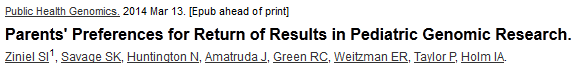 Public Health Genomics. 2014 Mar 13. [Epub ahead of print]
Parents' Preferences for Return of Results in Pediatric Genomic Research.
Ziniel SI1, Savage SK, Huntington N, Amatruda J, Green RC, Weitzman ER, Taylor P, Holm IA.